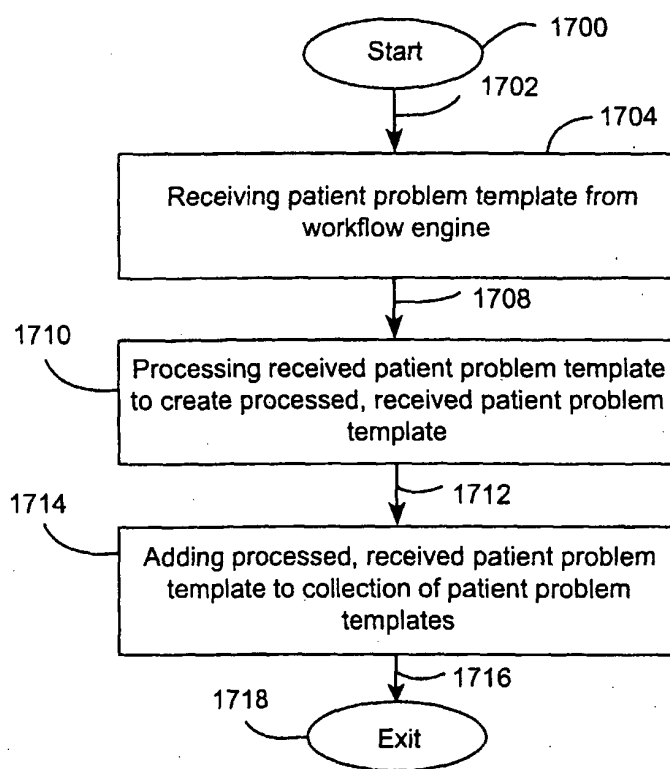 Start
1700
1702
1704
Receiving patient problem template from
workflow engine
1708
1710
Processing received patient problem template
to create processed, received patient problem
template
1712
1714
Adding processed, received patient problem
template to collection of patient problem
templates
1716
1718
Exit